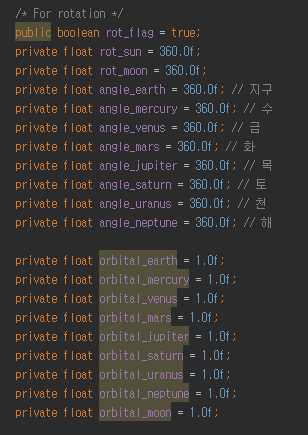 /* For rotation */
public boolean rot_flag = true;
private float rot_sun = 360.0f;
private float rot_moon = 360.0f;
private float angle_earth = 360.0f; // 지구
private float angle_mercury = 360.0f; // 수
private float angle_venus = 360.0f; // 금
private float angle_mars = 360.0f; // 화
private float angle_jupiter = 360.0f; // 목
private float angle_saturn = 360.0f; // 토
private float angle_uranus = 360.0f; // 천
private float angle_neptune = 360.0f; // 해
private float orbital_earth = 1.0f;
private float orbital_mercury = 1.0f;
private float orbital_venus = 1.0f;
private float orbital_mars = 1.0f;
private float orbital_jupiter = 1.0f;
private float orbital_saturn = 1.0f;
private float orbital_uranus = 1.0f;
private float orbital_neptune = 1.0f;
private float orbital_moon = 1.0f;